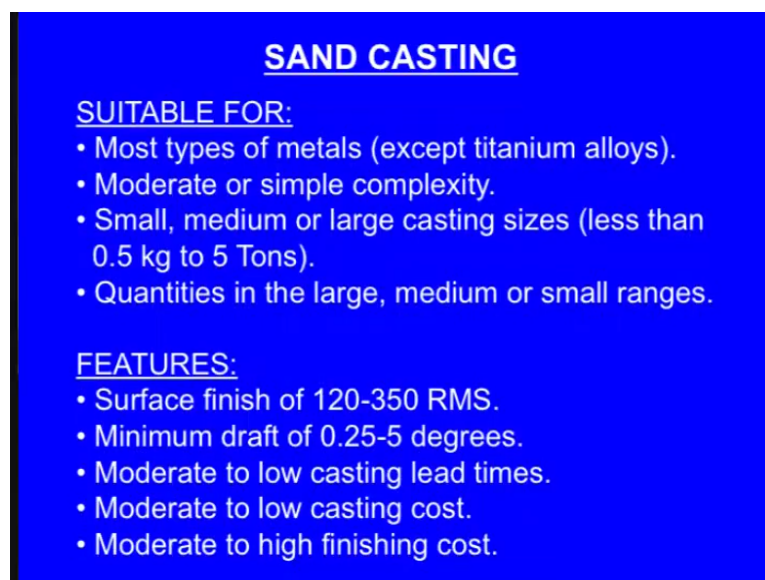 SAND CASTING
SUITABLE FOR:
• Most types of metals (except titanium alloys).
• Moderate or simple complexity.
• Small, medium or large casting sizes (less than
0.5 kg to 5 Tons).
• Quantities in the large, medium or small ranges.
FEATURES:
• Surface finish of 120-350 RMS.
• Minimum draft of 0.25-5 degrees.
• Moderate to low casting lead times.
• Moderate to low casting cost.
• Moderate to high finishing cost.